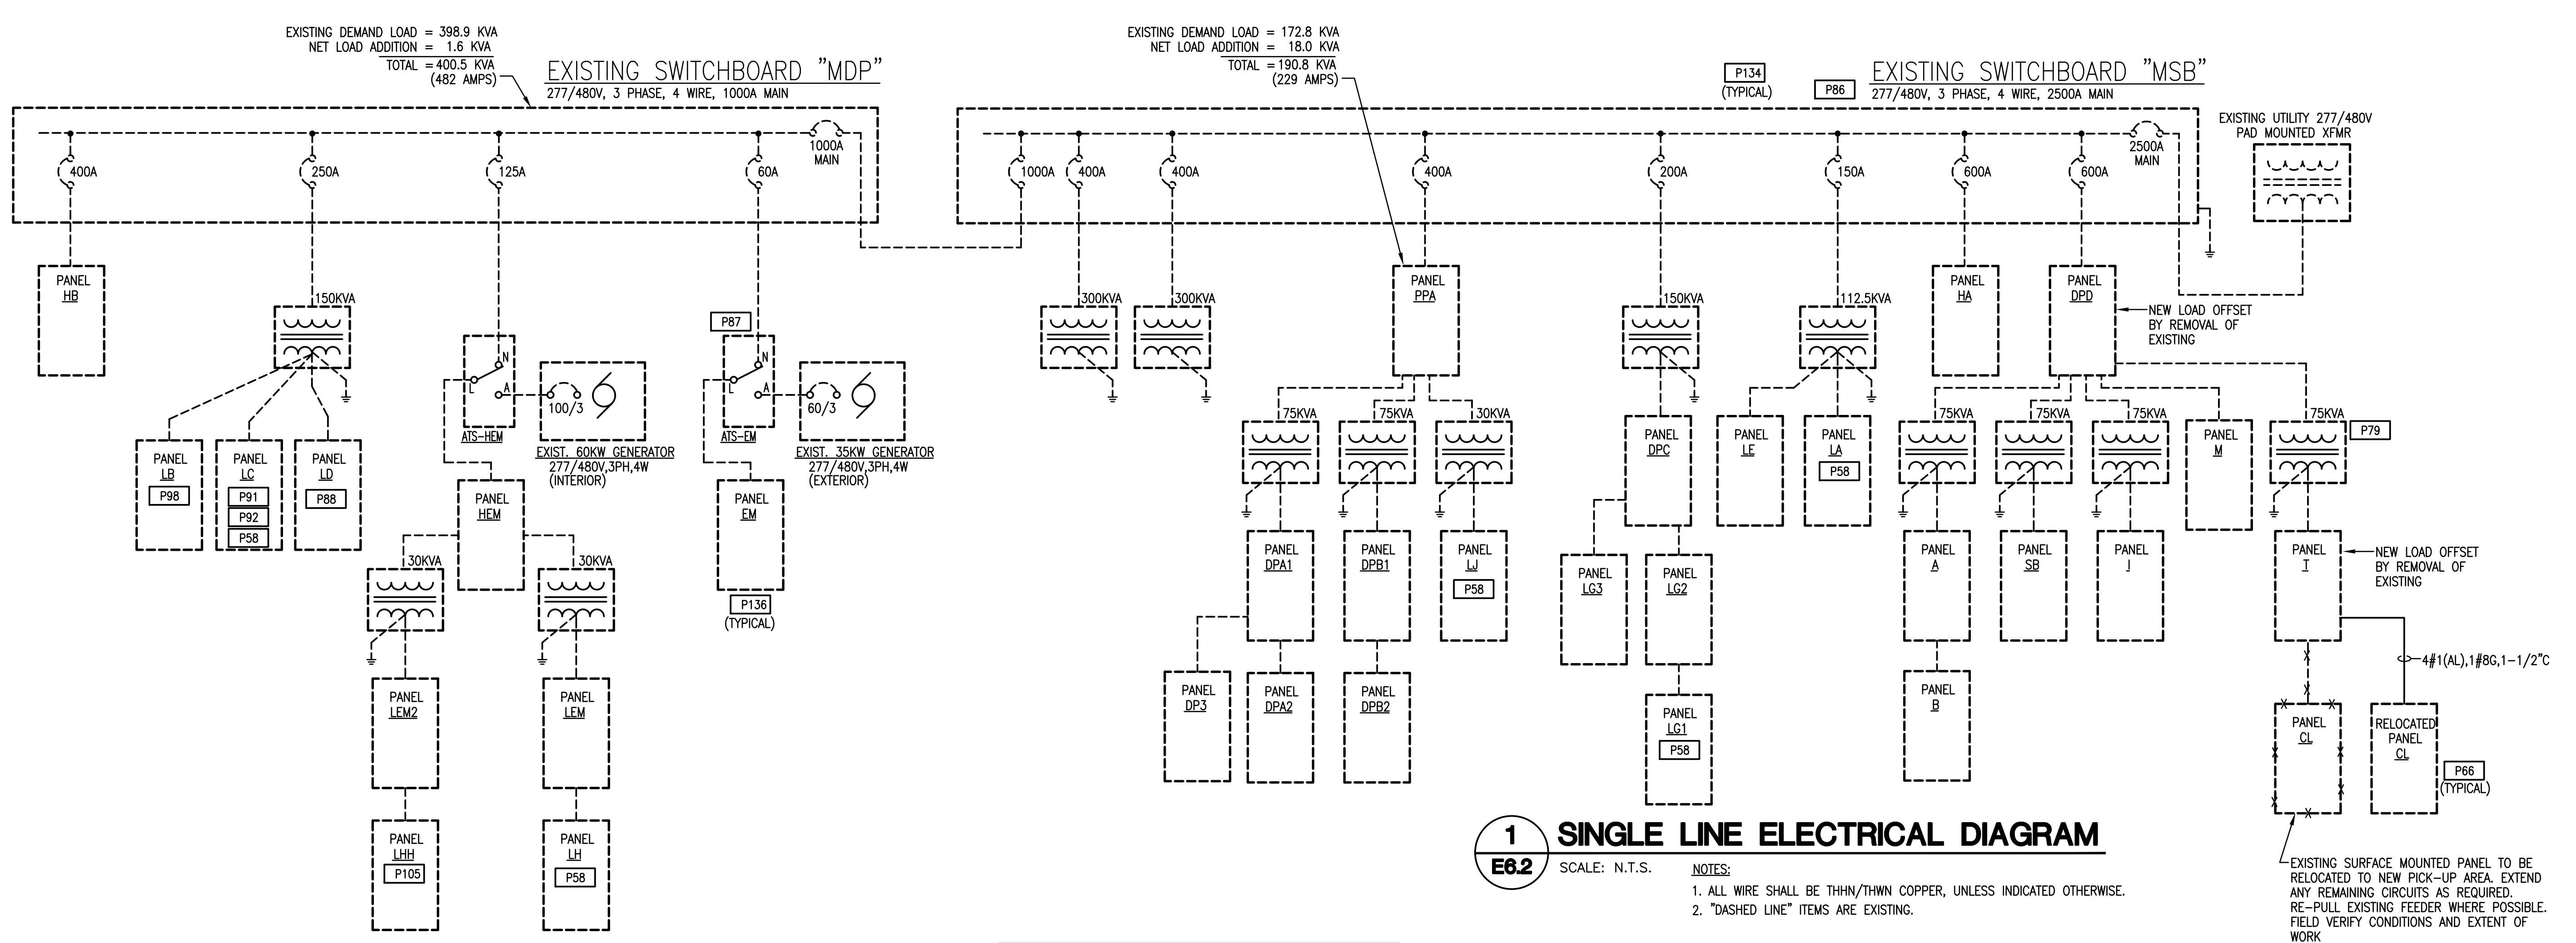 EXISTING DEMAND LOAD = 398.9 KVA
NET LOAD ADDITION = 1.6 KVA
TOTAL = 400.5 KVA
(482 AMPS)
EXISTING SWITCHBOARD "MDP"
277/480V, 3 PHASE, 4 WIRE, 1000A MAIN
EXISTING DEMAND LOAD = 172.8 KVA
NET LOAD ADDITION = 18.0 KVA
TOTAL = 190.8 KVA
(229 AMPS)
P134
(TYPICAL)
P86
EXISTING SWITCHBOARD "MSB"
277/480V, 3 PHASE, 4 WIRE, 2500A MAIN
EXISTING UTILITY 277/480V
PAD MOUNTED XFMR
400A
250A
125A
60A
1000A
MAIN
1000A
400A
400A
400A
200A
150A
600A
600A
2500A
MAIN
PANEL
HB
150KVA
PANEL
LB
P98
PANEL
LC
P91
P92
P58
PANEL
LD
P88
N
L
A
ATS-HEM
100/3
EXIST. 60KW GENERATOR
277/480V,3PH,4W
(INTERIOR)
PANEL
HEM
30KVA
30KVA
PANEL
LEM2
PANEL
LEM
PANEL
LHH
P105
PANEL
LH
P58
P87
N
L
A
ATS-EM
60/3
EXIST. 35KW GENERATOR
277/480V,3PH,4W
(EXTERIOR)
PANEL
EM
P136
(TYPICAL)
300KVA
300KVA
PANEL
PPA
75KVA
75KVA
30KVA
PANEL
DPA1
PANEL
DPB1
PANEL
LJ
P58
PANEL
DP3
PANEL
DPA2
PANEL
DPB2
150KVA
PANEL
DPC
PANEL
LG3
PANEL
LG2
PANEL
LG1
P58
112.5KVA
PANEL
LE
PANEL
LA
P58
PANEL
HA
PANEL
DPD
NEW LOAD OFFSET
BY REMOVAL OF
EXISTING
75KVA
75KVA
75KVA
PANEL
M
75KVA
P79
PANEL
A
PANEL
SB
PANEL
I
PANEL
T
NEW LOAD OFFSET
BY REMOVAL OF
EXISTING
PANEL
B
4#1(AL),1#8G,1-1/2"C
PANEL
CL
RELOCATED
PANEL
CL
P66
(TYPICAL)
EXISTING SURFACE MOUNTED PANEL TO BE
RELOCATED TO NEW PICK-UP AREA. EXTEND
ANY REMAINING CIRCUITS AS REQUIRED.
RE-PULL EXISTING FEEDER WHERE POSSIBLE.
FIELD VERIFY CONDITIONS AND EXTENT OF
WORK
1
E6.2
SINGLE LINE ELECTRICAL DIAGRAM
SCALE: N.T.S.
NOTES:
1. ALL WIRE SHALL BE THHN/THWN COPPER, UNLESS INDICATED OTHERWISE.
2. "DASHED LINE" ITEMS ARE EXISTING.